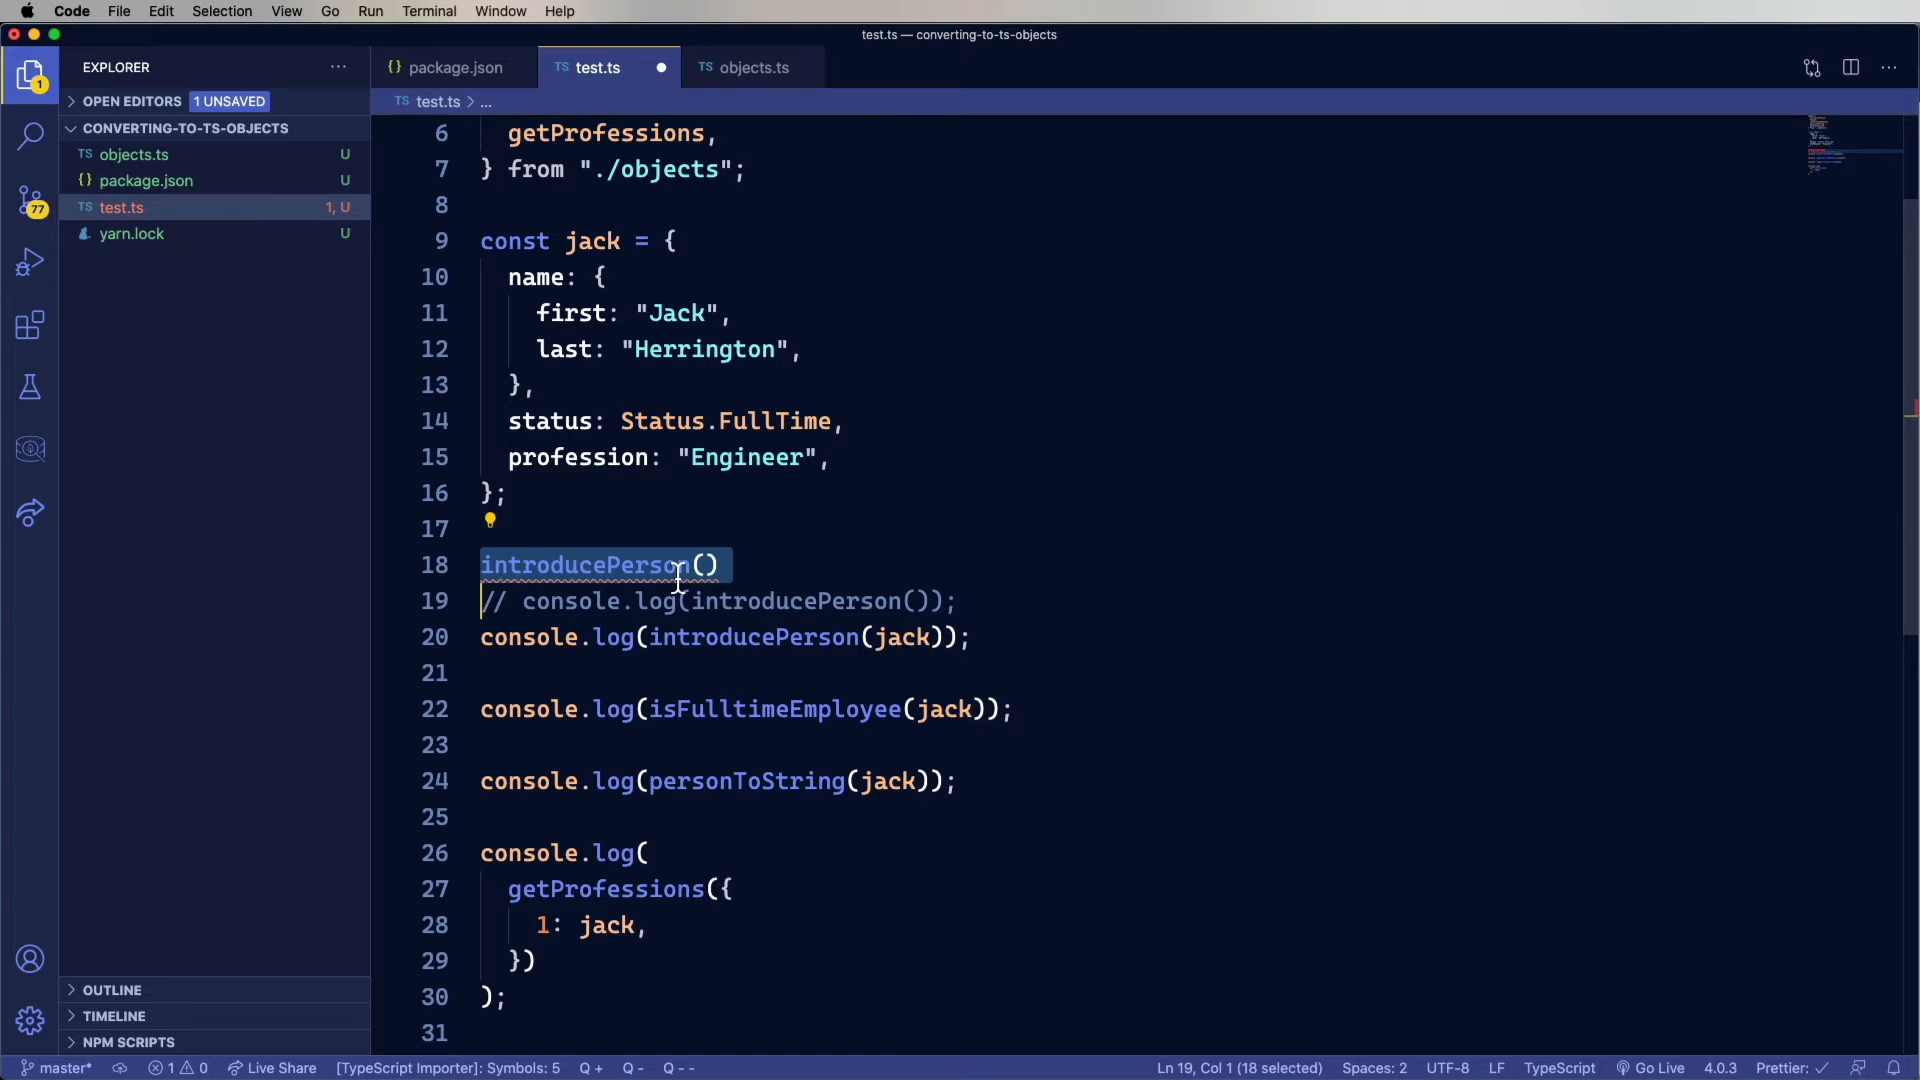 Code File Edit Selection View Go Run Terminal Window Help
test.ts — converting-to-ts-objects
EXPLORER ...
{} package.json
TS test.ts
TS objects.ts
1
OPEN EDITORS 1 UNSAVED
TS test.ts > ...
CONVERTING-TO-TS-OBJECTS
TS objects.ts U
{} package.json U
TS test.ts 1, U
yarn.lock U
77
6 getProfessions,
7 } from "./objects";
8
9 const jack = {
10 name: {
11 first: "Jack",
12 last: "Herrington",
13 },
14 status: Status.FullTime,
15 profession: "Engineer",
16 };
17
18 introducePerson()
19 // console.log(introducePerson());
20 console.log(introducePerson(jack));
21
22 console.log(isFulltimeEmployee(jack));
23
24 console.log(personToString(jack));
25
26 console.log(
27 getProfessions({
28 1: jack,
29 })
30 );
31
OUTLINE
TIMELINE
NPM SCRIPTS
master* 1 0 Live Share [TypeScript Importer]: Symbols: 5 Q + Q - Q - - Ln 19, Col 1 (18 selected) Spaces: 2 UTF-8 LF TypeScript Go Live 4.0.3 Prettier: ✓